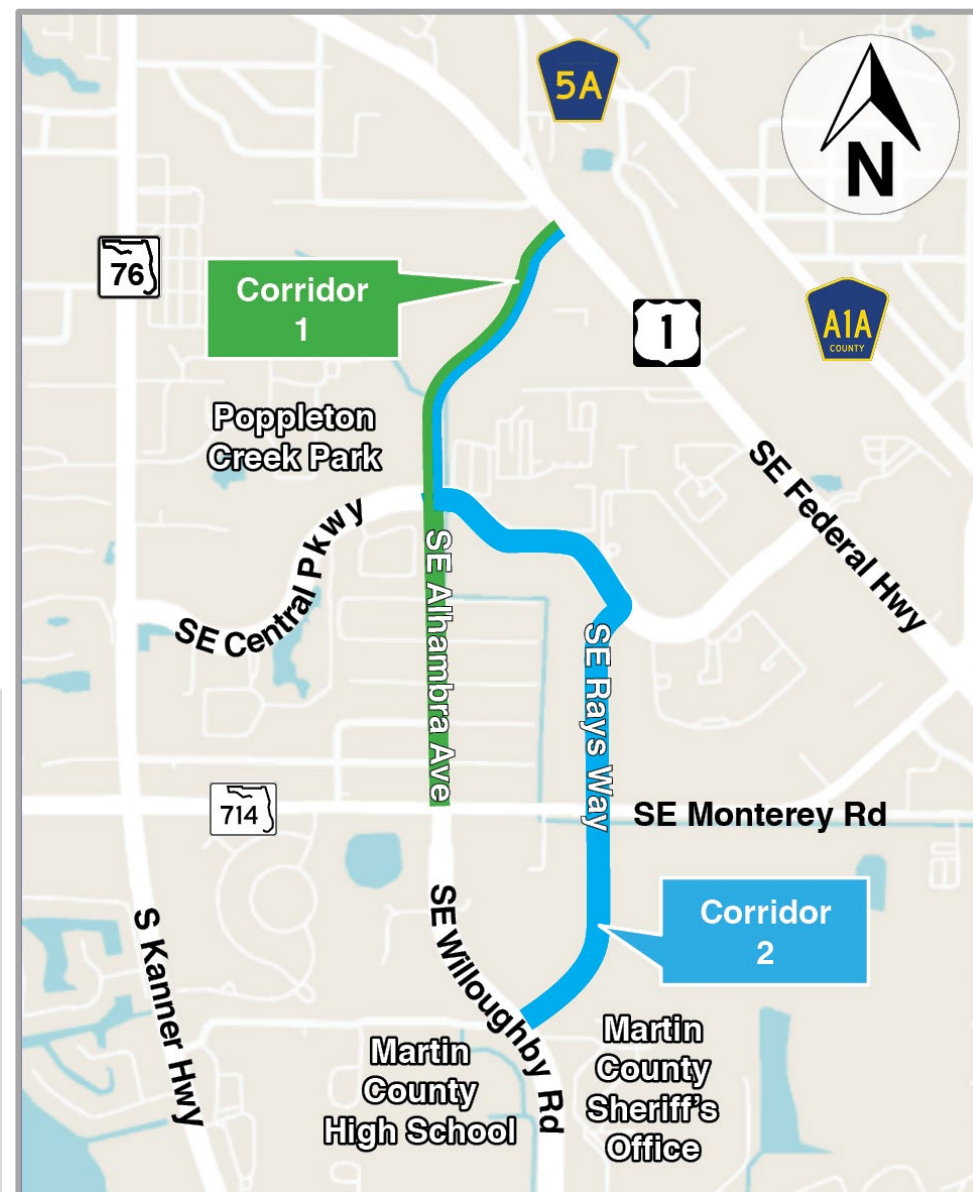 5A
N
76
Corridor
1
1
A1A
COUNTY
Poppleton
Creek Park
SE Federal Hwy
SE Central Pkwy
SE Alhambra Ave
SE Rays Way
714
SE Monterey Rd
S Kanner Hwy
SE Willoughby Rd
Corridor
2
Martin
County
High School
Martin
County
Sheriff's
Office